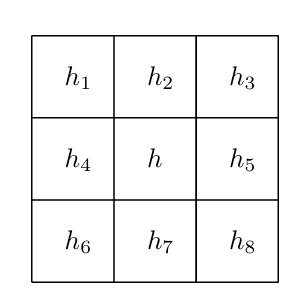 h₁ h₂ h₃
h₄ h h₅
h₆ h₇ h₈